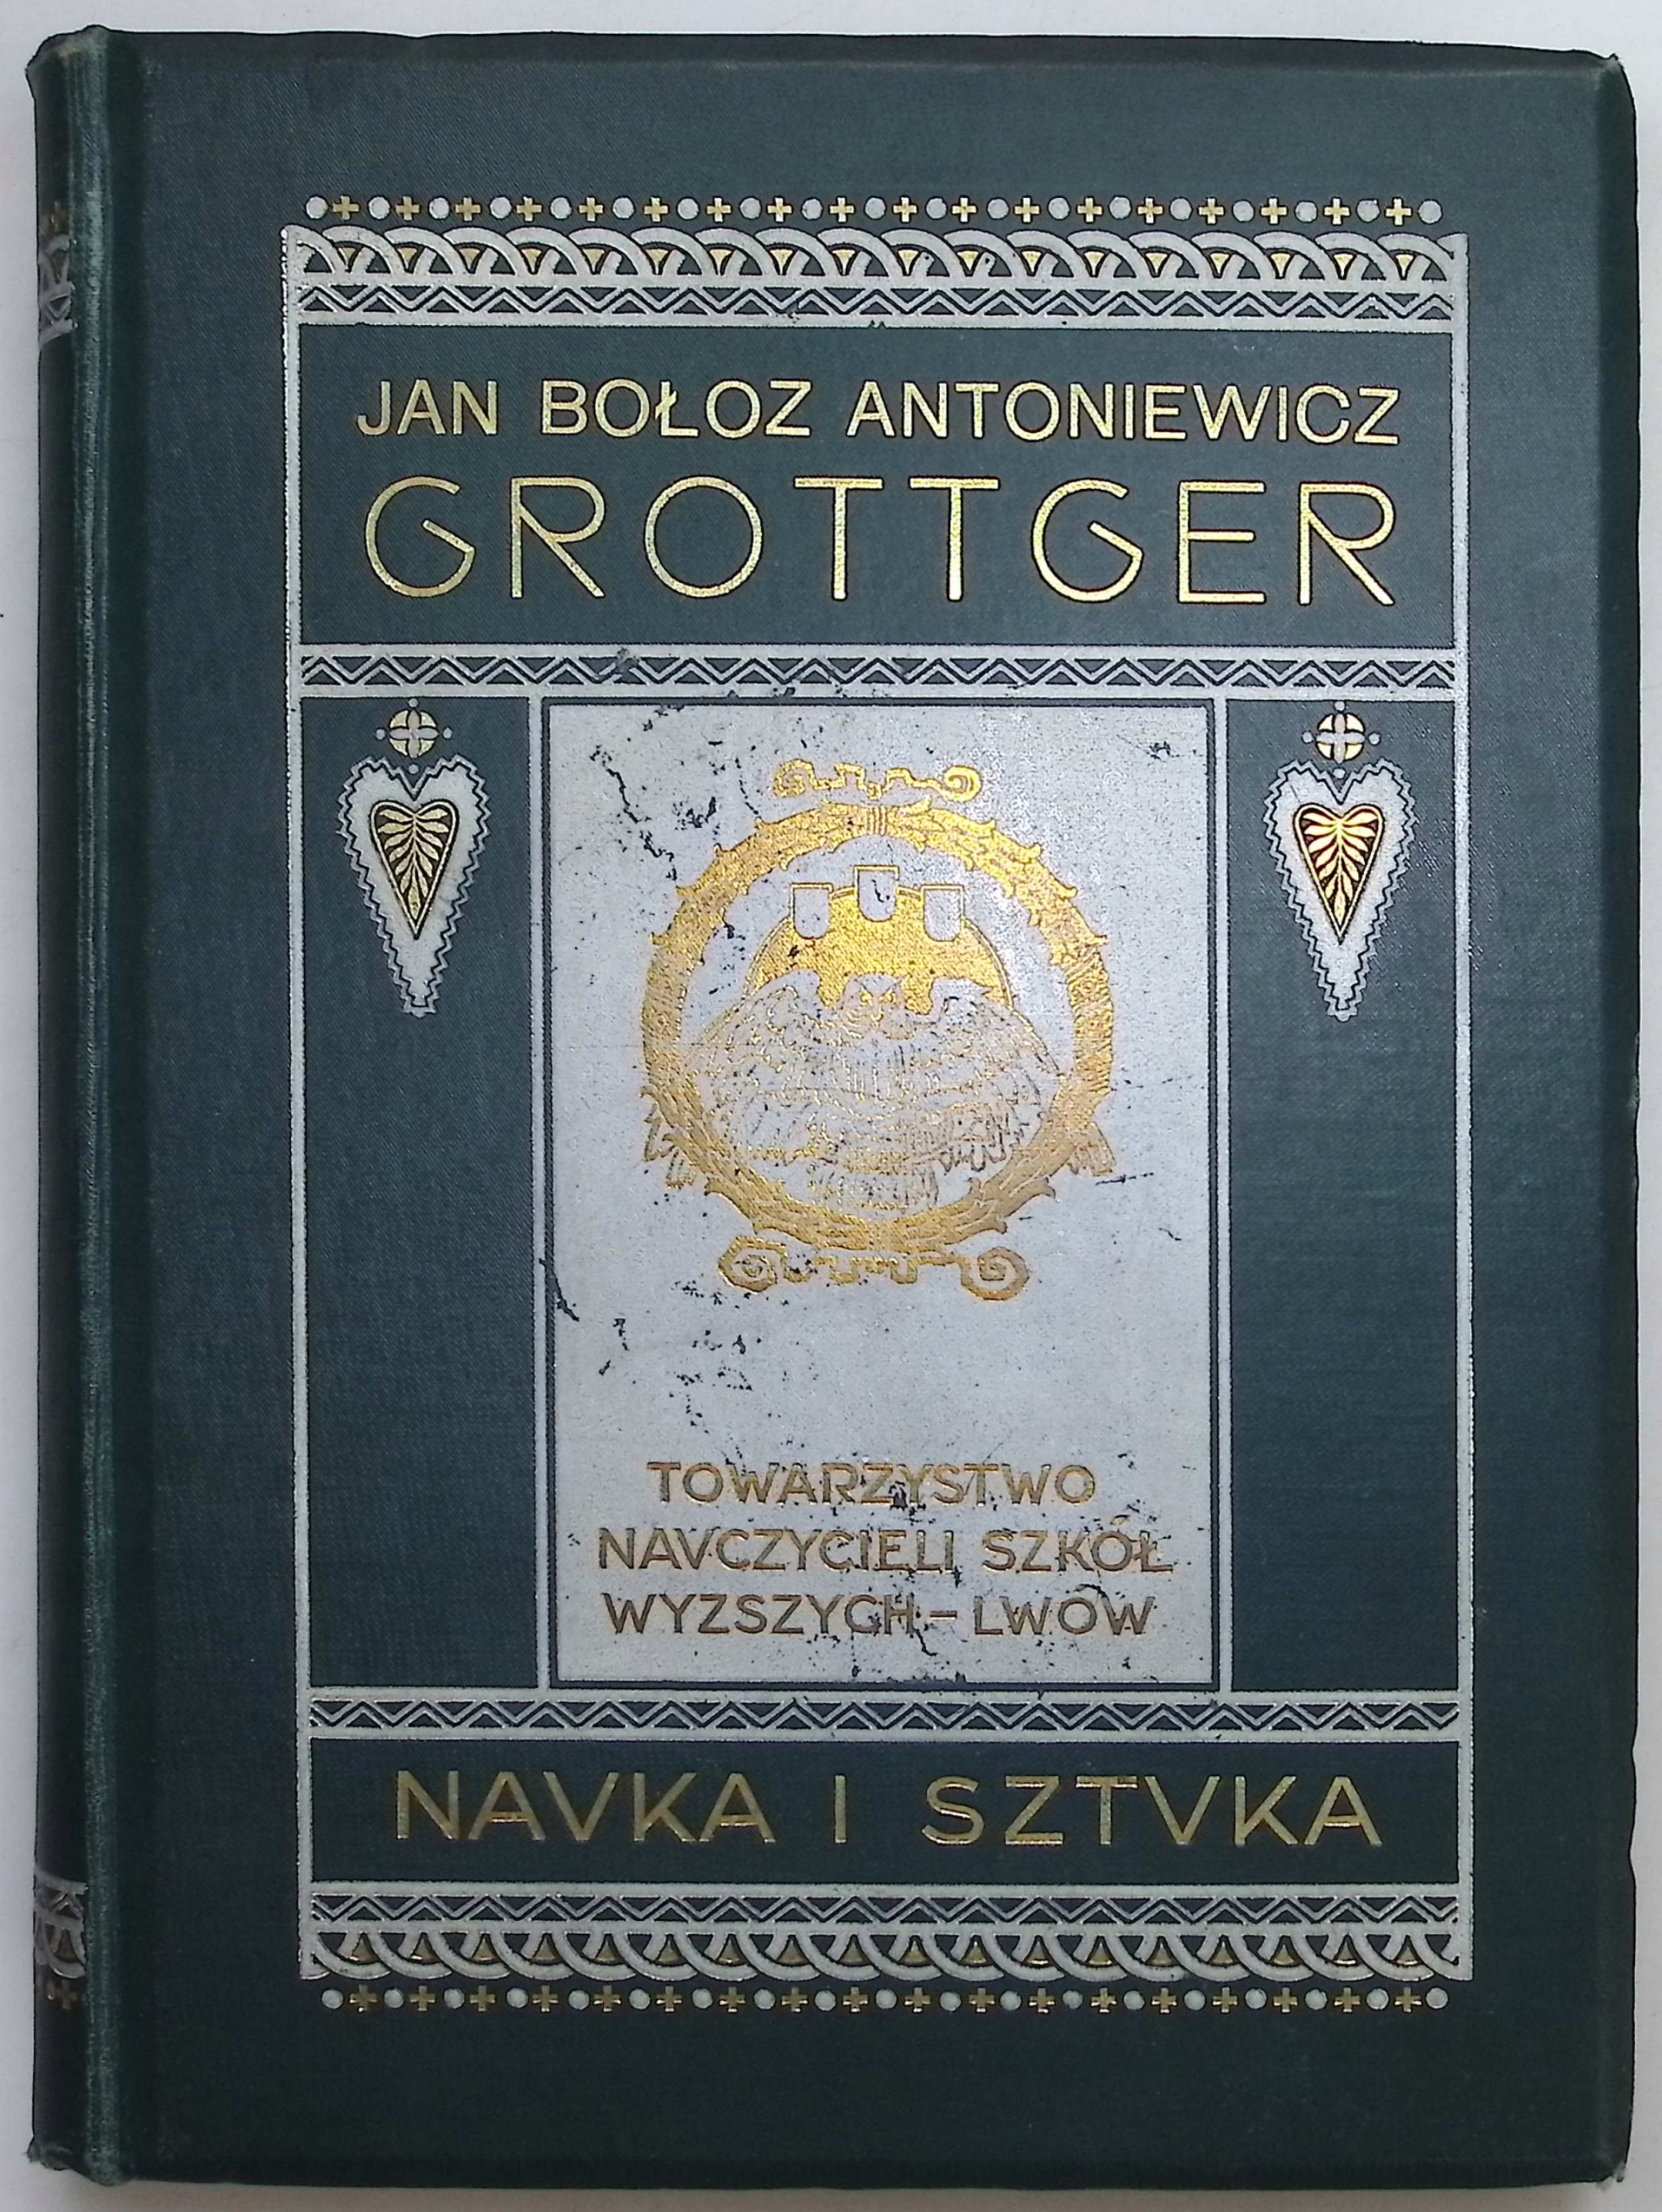 JAN BOŁOZ ANTONIEWICZ
GROTTGER
TOWARZYSTWO
NAVCZYCIELI SZKÓŁ
WYZSZYCH – LWÓW
NAVKA I SZTVKA